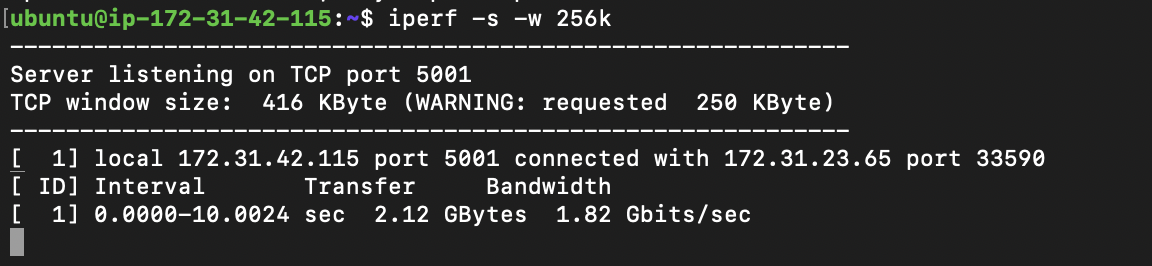 [ubuntu@ip-172-31-42-115:~$ iperf -s -w 256k
------------------------------------------------------------
Server listening on TCP port 5001
TCP window size:  416 KByte (WARNING: requested  250 KByte)
------------------------------------------------------------
[  1] local 172.31.42.115 port 5001 connected with 172.31.23.65 port 33590
[ ID] Interval       Transfer     Bandwidth
[  1] 0.0000-10.0024 sec  2.12 GBytes  1.82 Gbits/sec